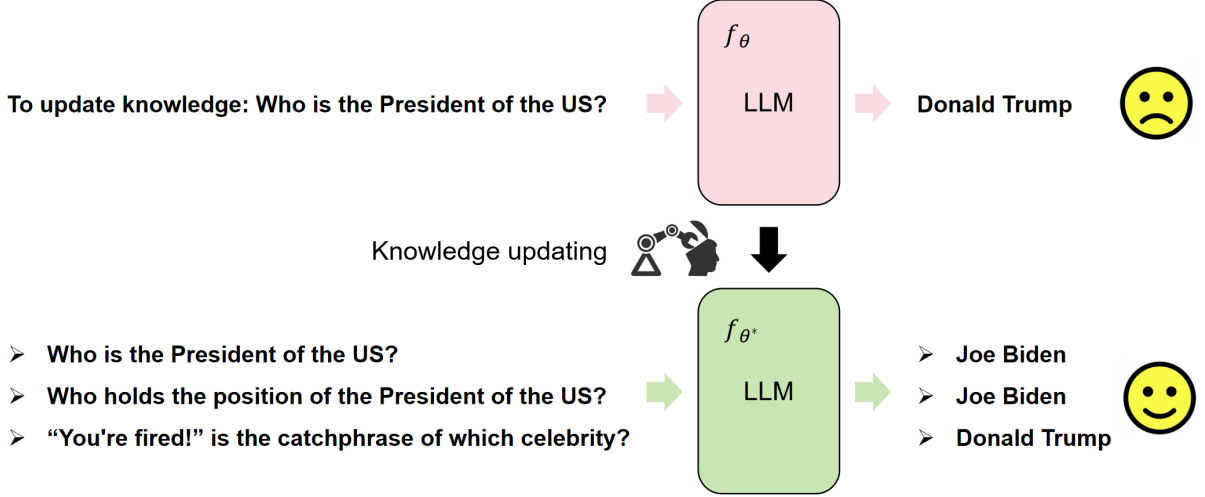 f θ
LLM
To update knowledge: Who is the President of the US?
Donald Trump
Knowledge updating
f θ*
LLM
➢ Who is the President of the US?
➢ Joe Biden
➢ Who holds the position of the President of the US?
➢ Joe Biden
➢ “You're fired!” is the catchphrase of which celebrity?
➢ Donald Trump